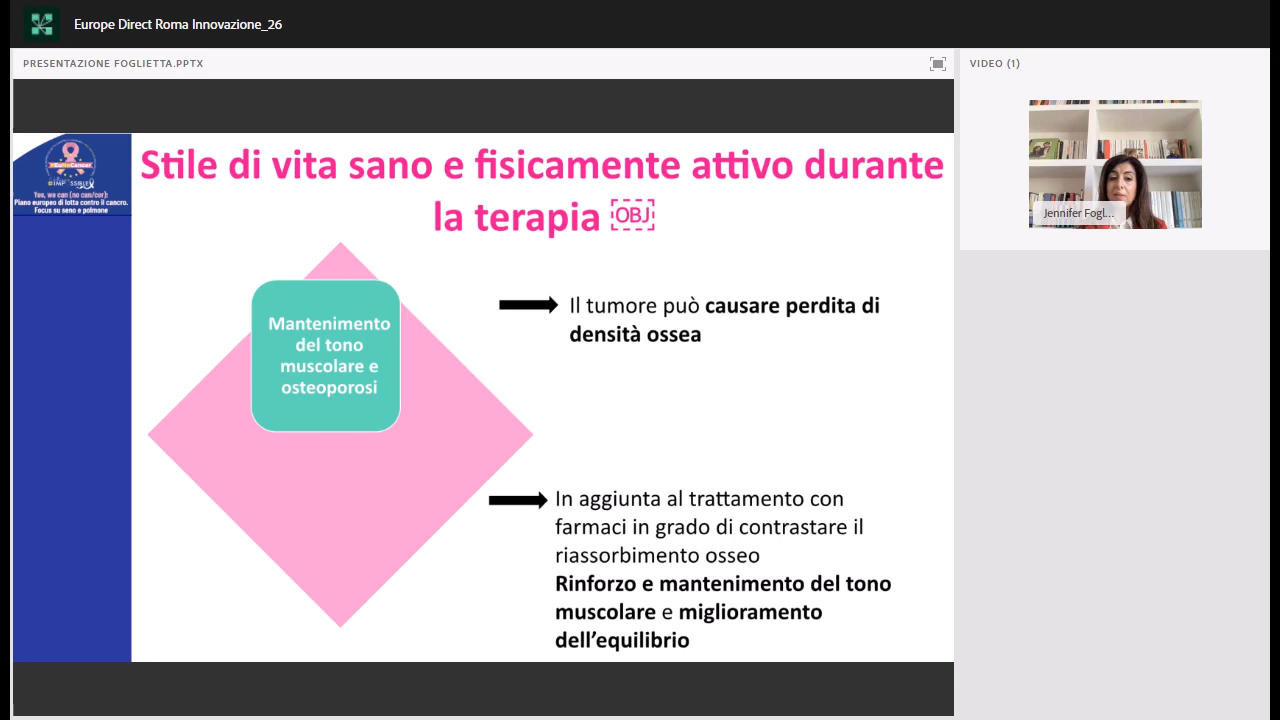 Europe Direct Roma Innovazione_26
PRESENTAZIONE FOGLIETTA.PPTX
VIDEO (1)
Jennifer Fogl...
Yes, we can (no can/cer):
Piano europeo di lotta contro il cancro.
Focus su seno e polmone
Stile di vita sano e fisicamente attivo durante
la terapia OBJ
Mantenimento
del tono
muscolare e
osteoporosi
Il tumore può causare perdita di
densità ossea
In aggiunta al trattamento con
farmaci in grado di contrastare il
riassorbimento osseo
Rinforzo e mantenimento del tono
muscolare e miglioramento
dell’equilibrio